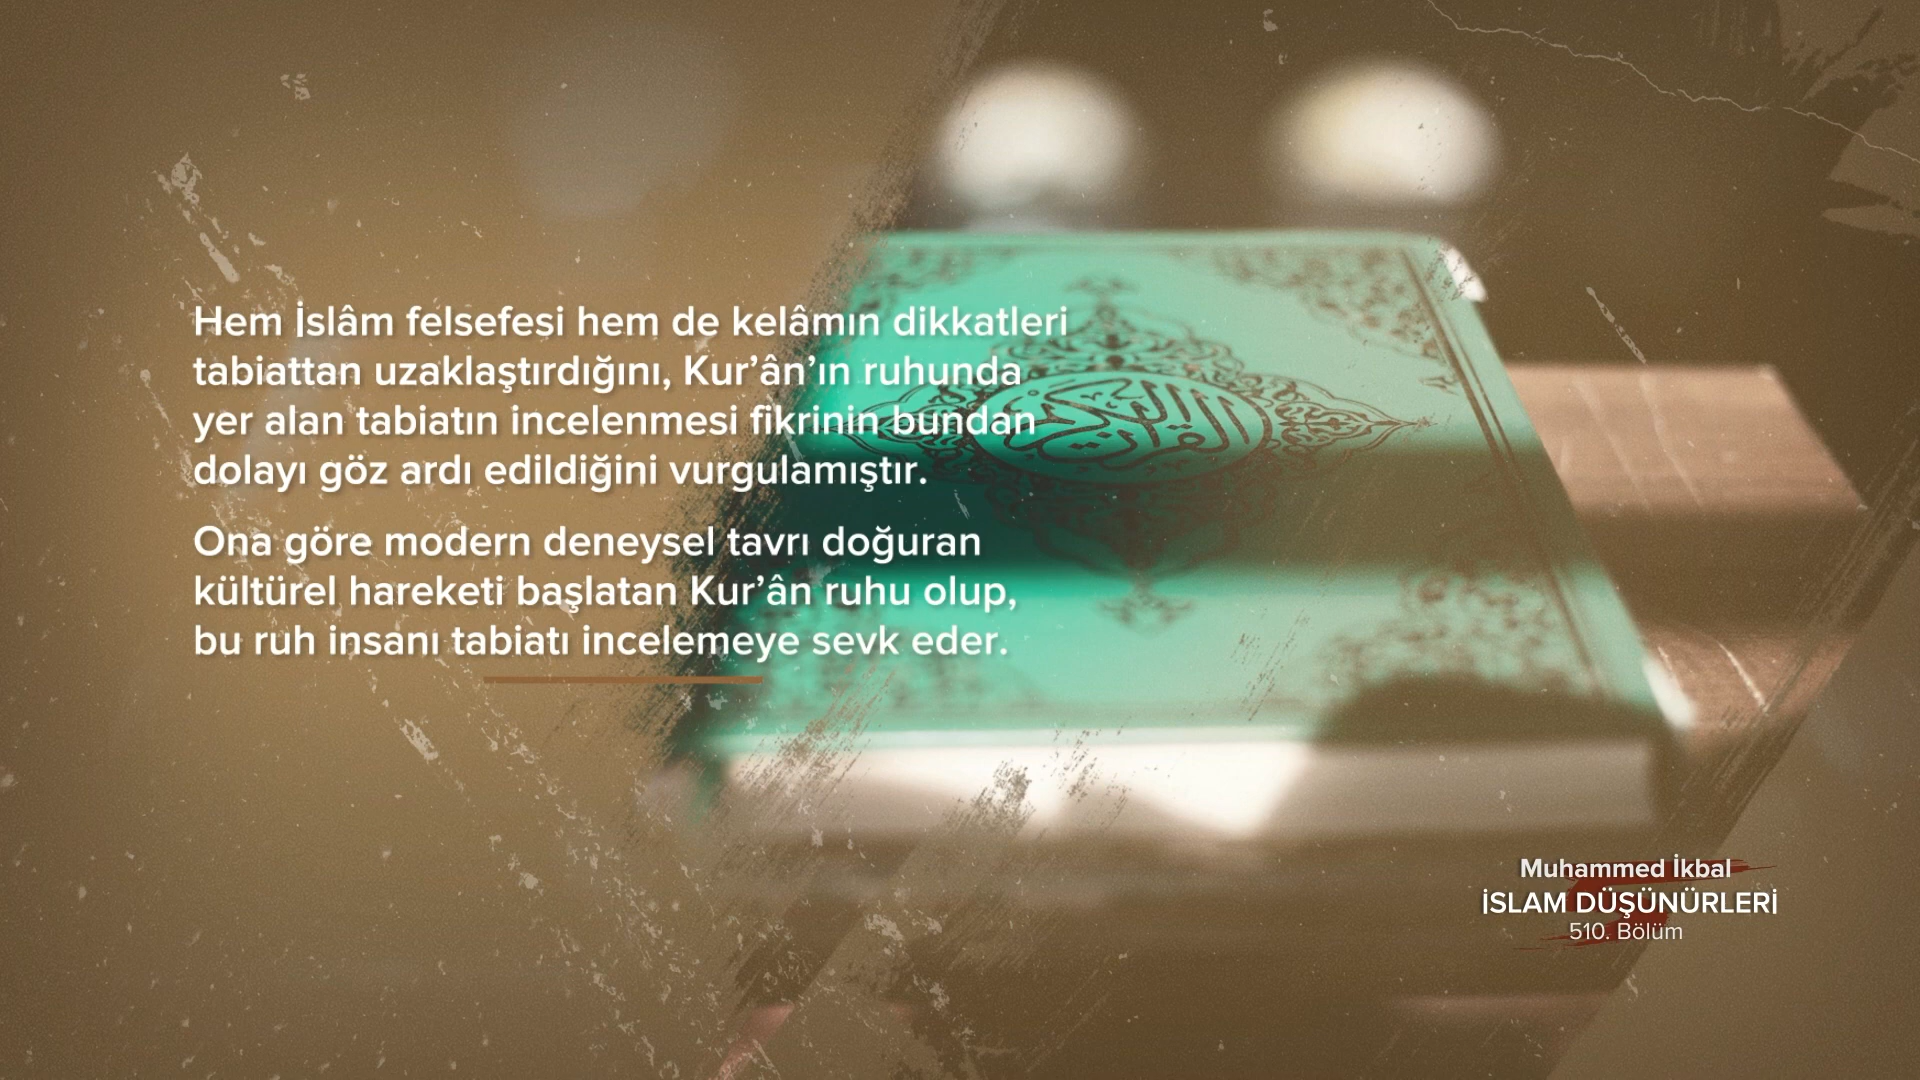 Hem İslâm felsefesi hem de kelâmın dikkatleri
tabiattan uzaklaştırdığını, Kur’ân’ın ruhunda
yer alan tabiatın incelenmesi fikrinin bundan
dolayı göz ardı edildiğini vurgulamıştır.
Ona göre modern deneysel tavrı doğuran
kültürel hareketi başlatan Kur’ân ruhu olup,
bu ruh insanı tabiatı incelemeye sevk eder.
القرآن الكريم
Muhammed İkbal
İSLAM DÜŞÜNÜRLERİ
510. Bölüm